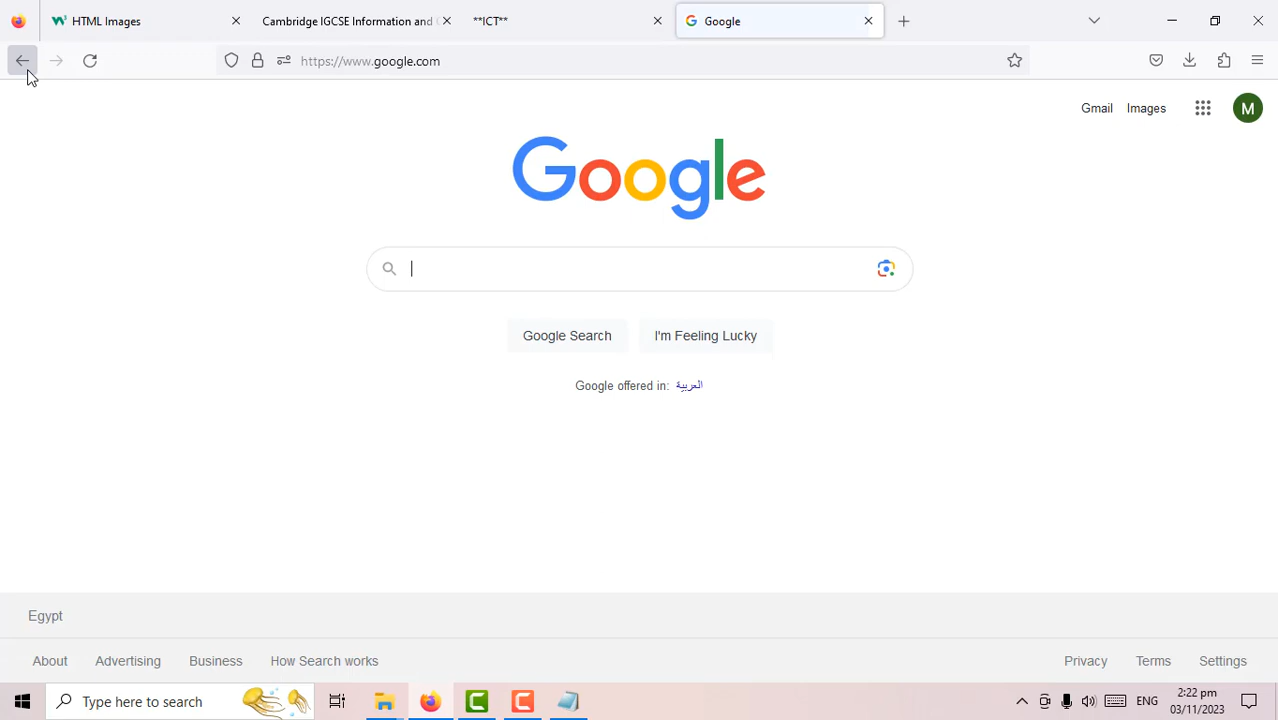 HTML Images
Cambridge IGCSE Information and
**ICT**
Google
https://www.google.com
Gmail
Images
M
Google
Google Search
I'm Feeling Lucky
Google offered in: العربية
Egypt
About
Advertising
Business
How Search works
Privacy
Terms
Settings
Type here to search
ENG
2:22 pm
03/11/2023